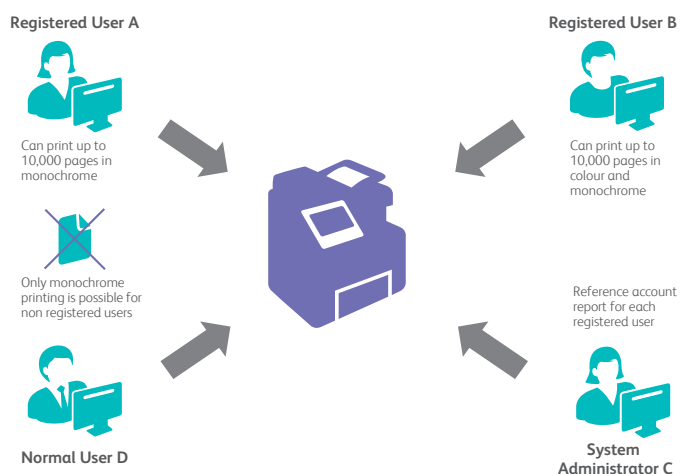 Registered User A
Can print up to
10,000 pages in
monochrome
Only monochrome
printing is possible for
non registered users
Normal User D
Registered User B
Can print up to
10,000 pages in
colour and
monochrome
Reference account
report for each
registered user
System
Administrator C